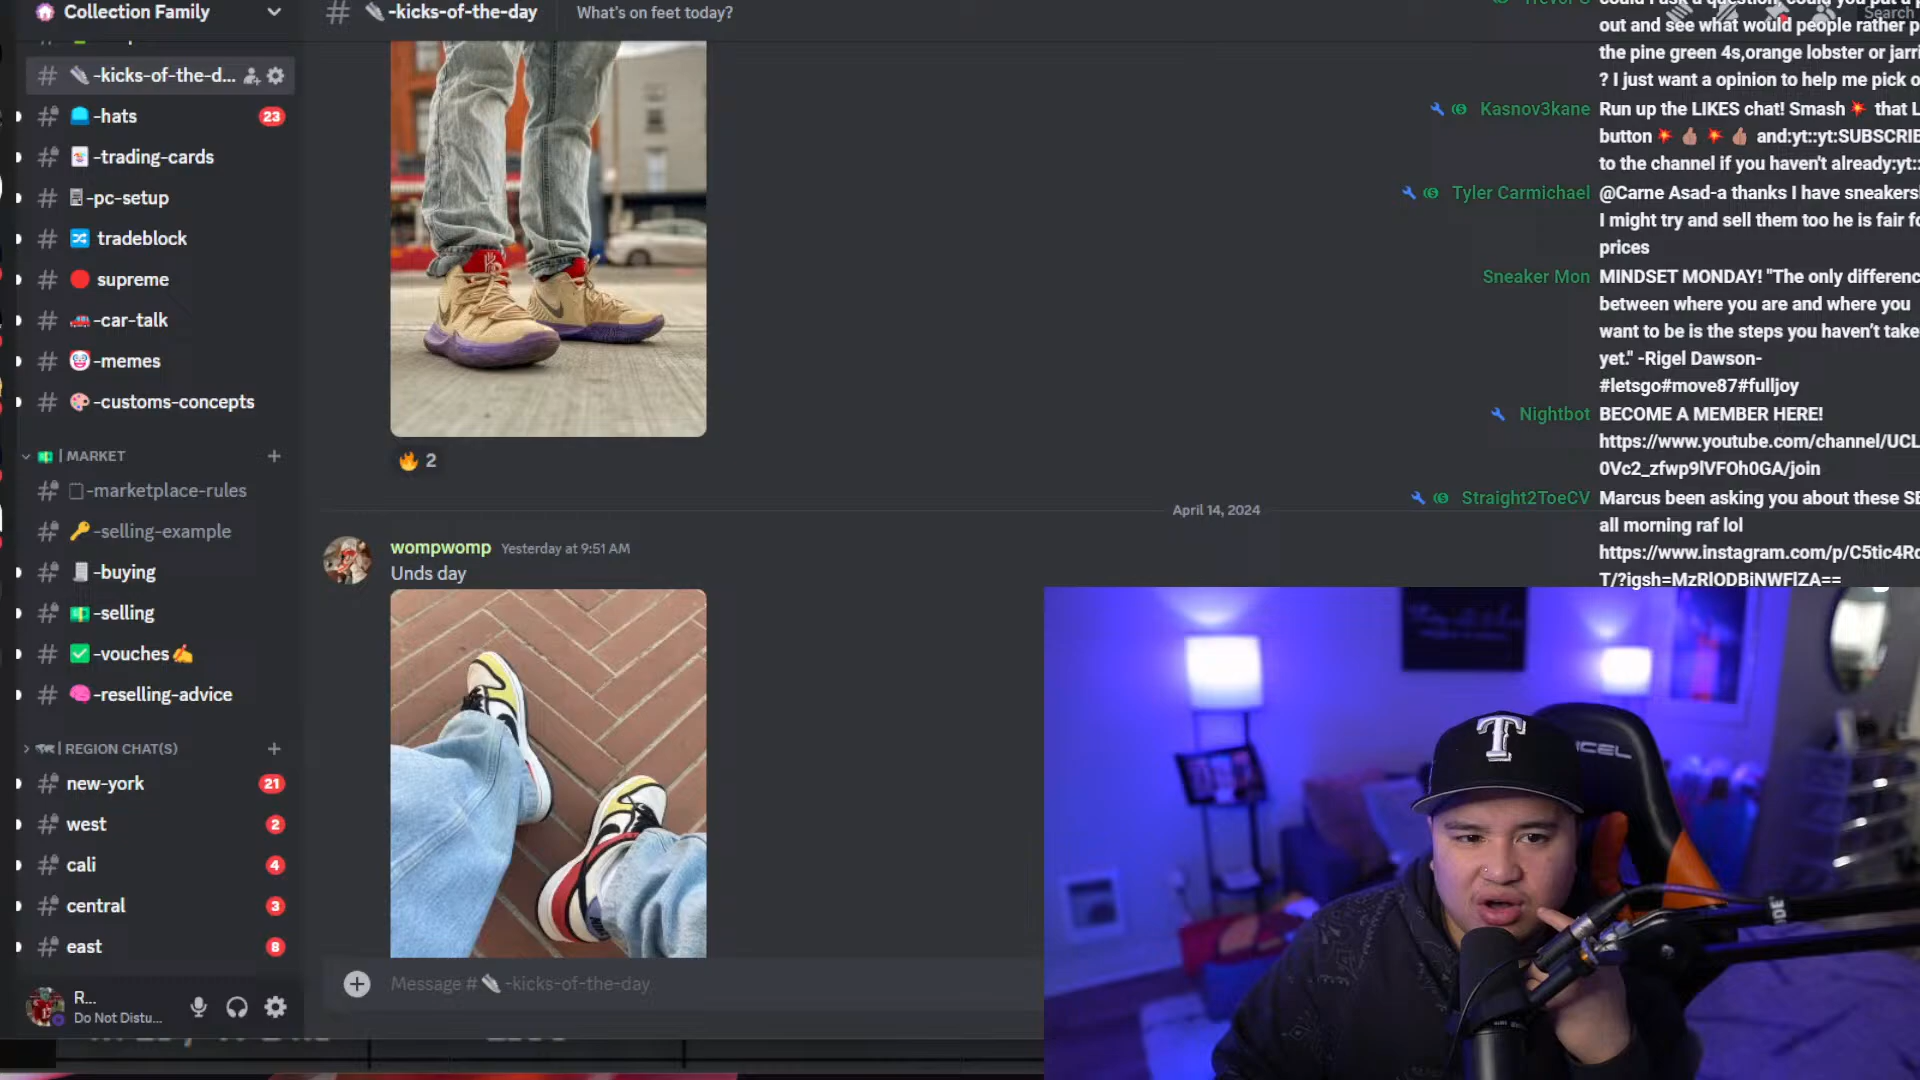 Collection Family
-kicks-of-the-day
What's on feet today?
-kicks-of-the-d...
-hats
23
-trading-cards
-pc-setup
tradeblock
supreme
-car-talk
-memes
-customs-concepts
| MARKET
-marketplace-rules
-selling-example
-buying
-selling
-vouches
-reselling-advice
| REGION CHAT(S)
new-york
21
west
2
cali
4
central
3
east
8
R...
Do Not Distu...
2
April 14, 2024
wompwomp Yesterday at 9:51 AM
Unds day
Message # -kicks-of-the-day
Search
out and see what would people rather p
the pine green 4s,orange lobster or jarri
? I just want a opinion to help me pick o
Kasnov3kane Run up the LIKES chat! Smash that L
button and:yt::yt:SUBSCRIBE
to the channel if you haven't already:yt::
Tyler Carmichael @Carne Asad-a thanks I have sneakers
I might try and sell them too he is fair fo
prices
Sneaker Mon MINDSET MONDAY! "The only differenc
between where you are and where you
want to be is the steps you haven't take
yet." -Rigel Dawson-
#letsgo#move87#fulljoy
Nightbot BECOME A MEMBER HERE!
https://www.youtube.com/channel/UCL
0Vc2_zfwp9lVFOh0GA/join
Straight2ToeCV Marcus been asking you about these SB
all morning raf lol
https://www.instagram.com/p/C5tic4Ro
T/?igsh=MzRlODBiNWFlZA==
T